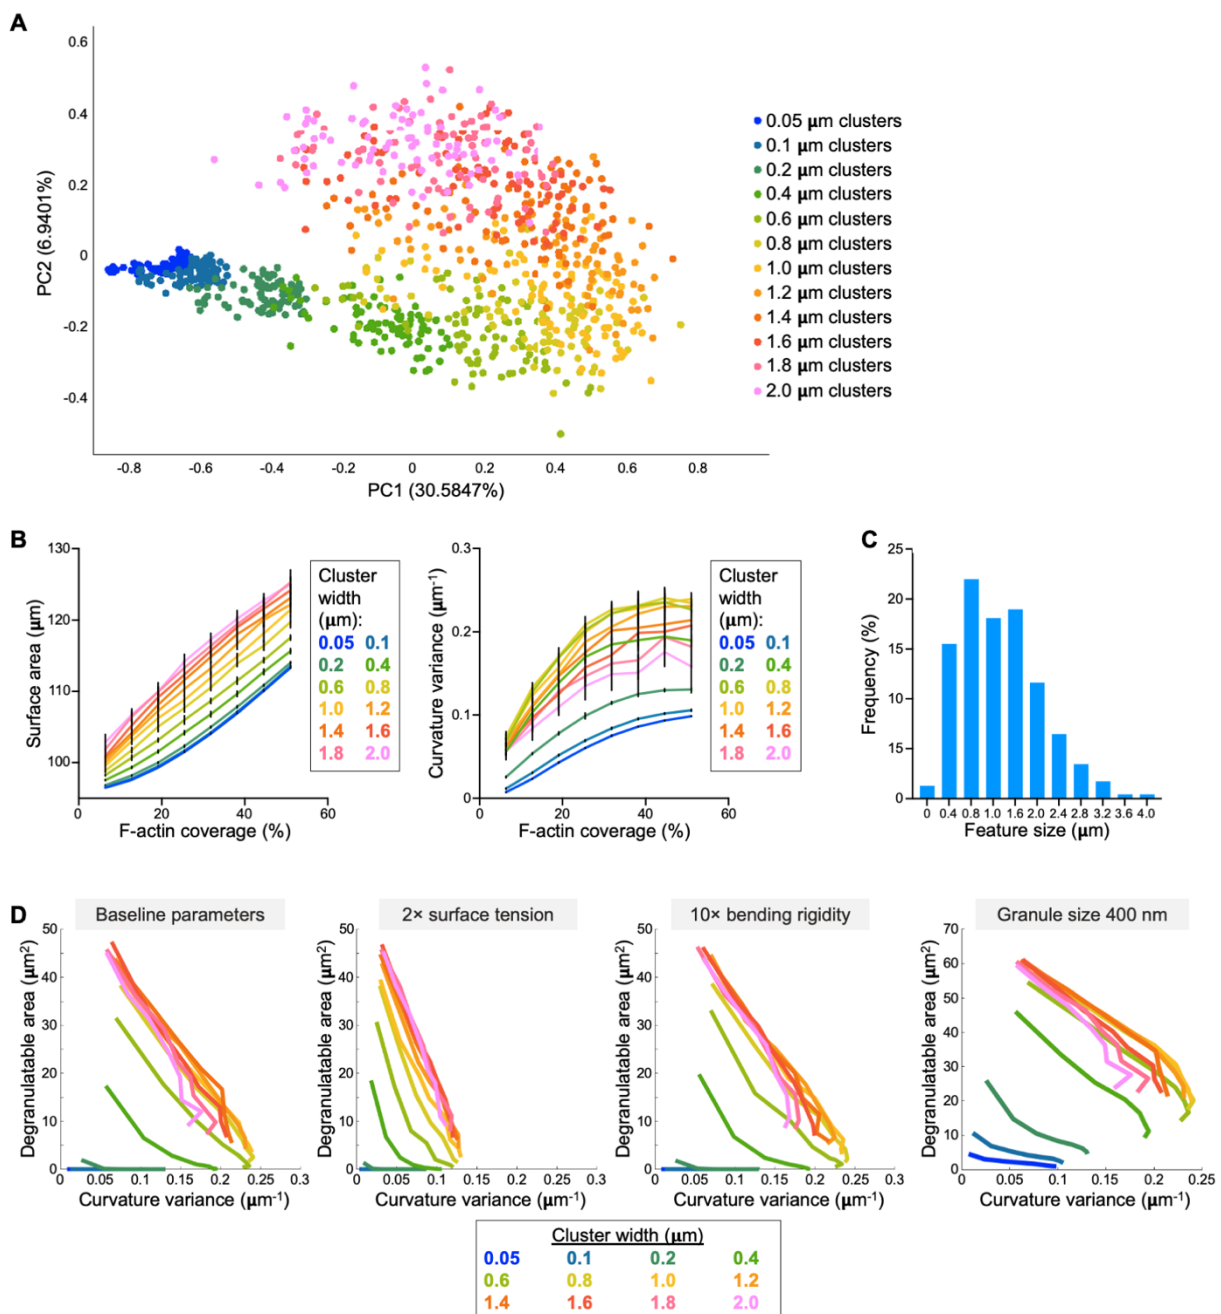 A
0.6
0.4
0.2
0
-0.2
-0.4
PC2 (6.9401%)
-0.8
-0.6
-0.4
-0.2
0
0.2
0.4
0.6
0.8
PC1 (30.5847%)
0.05 μm clusters
0.1 μm clusters
0.2 μm clusters
0.4 μm clusters
0.6 μm clusters
0.8 μm clusters
1.0 μm clusters
1.2 μm clusters
1.4 μm clusters
1.6 μm clusters
1.8 μm clusters
2.0 μm clusters
B
130
120
110
100
Surface area (μm)
0 20 40 60
F-actin coverage (%)
Cluster
width
(μm):
0.05 0.1
0.2 0.4
0.6 0.8
1.0 1.2
1.4 1.6
1.8 2.0
0.3
0.2
0.1
0
Curvature variance (μm-1)
0 20 40 60
F-actin coverage (%)
Cluster
width
(μm):
0.05 0.1
0.2 0.4
0.6 0.8
1.0 1.2
1.4 1.6
1.8 2.0
C
25
20
15
10
15
0
Frequency (%)
0 0.4 0.8 1.0 1.6 2.0 2.4 2.8 3.2 3.6 4.0
Feature size (μm)
D
Baseline parameters
50
40
30
20
10
0
Degranulatable area (μm2)
0 0.05 0.1 0.15 0.2 0.25 0.3
Curvature variance (μm-1)
2× surface tension
50
40
30
20
10
0
Degranulatable area (μm2)
0 0.05 0.1 0.15 0.2 0.25 0.3
Curvature variance (μm-1)
10× bending rigidity
50
40
30
20
10
0
Degranulatable area (μm2)
0 0.05 0.1 0.15 0.2 0.25 0.3
Curvature variance (μm-1)
Granule size 400 nm
70
60
50
40
30
20
10
0
Degranulatable area (μm2)
0 0.05 0.1 0.15 0.2 0.25
Curvature variance (μm-1)
Cluster width (μm)
0.05 0.1 0.2 0.4
0.6 0.8 1.0 1.2
1.4 1.6 1.8 2.0